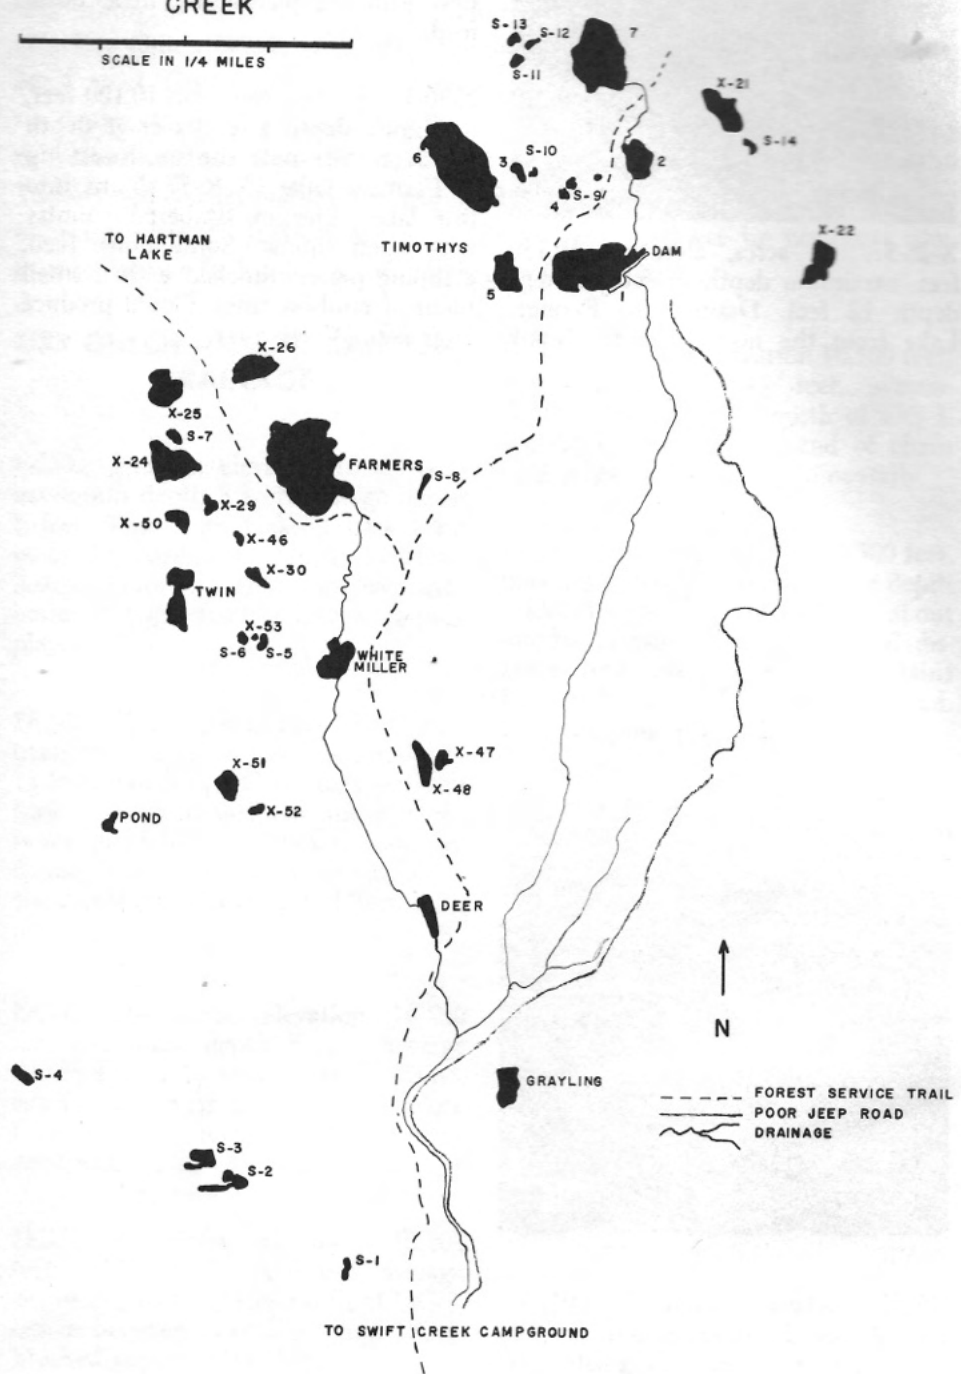 CREEK
SCALE IN 1/4 MILES
S-13
S-12
7
S-11
X-21
S-14
6
3
S-10
2
S-9
4
TO HARTMAN
LAKE
TIMOTHYS
DAM
X-22
5
X-26
X-25
S-7
X-24
FARMERS
S-8
X-29
X-50
X-46
X-30
TWIN
X-53
S-6
S-5
WHITE
MILLER
X-51
X-47
X-48
X-52
POND
DEER
N
S-4
GRAYLING
FOREST SERVICE TRAIL
POOR JEEP ROAD
DRAINAGE
S-3
S-2
S-1
TO SWIFT CREEK CAMPGROUND